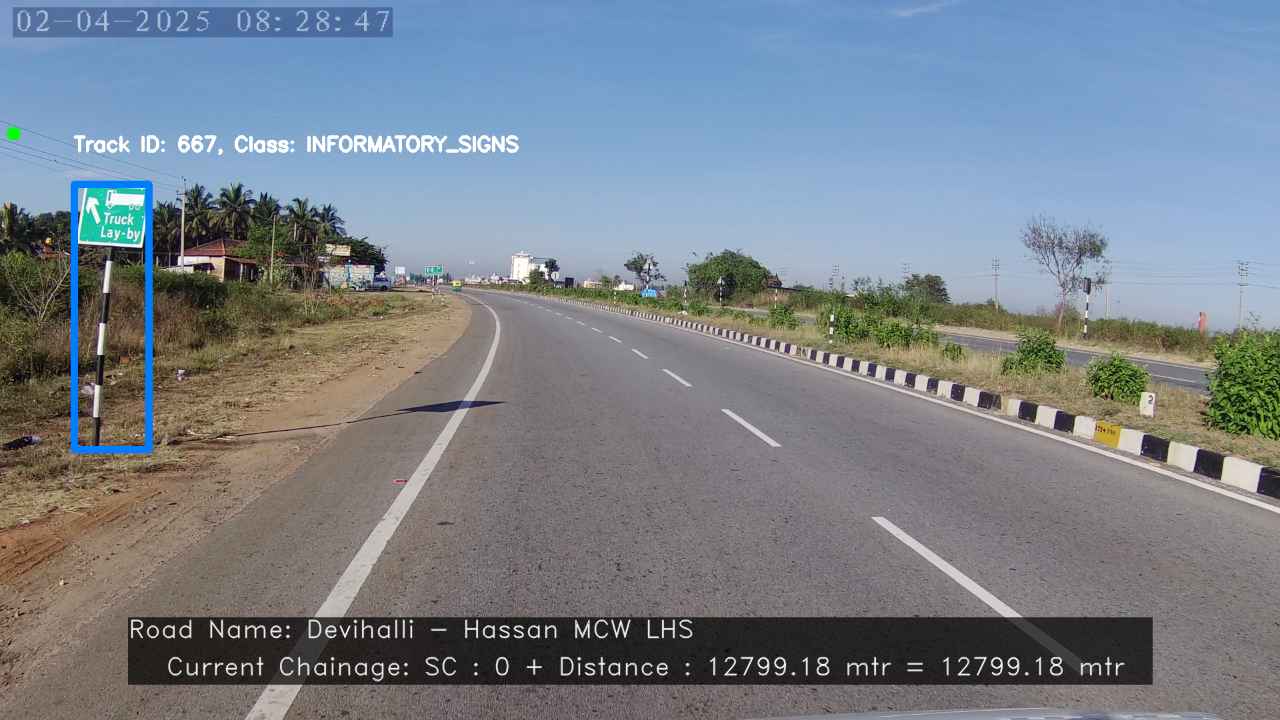 02-04-2025 08:28:47
Track ID: 667, Class: INFORMATORY_SIGNS
Truck
Lay-by
2
Road Name: Devihalli - Hassan MCW LHS
Current Chainage: SC : 0 + Distance : 12799.18 mtr = 12799.18 mtr